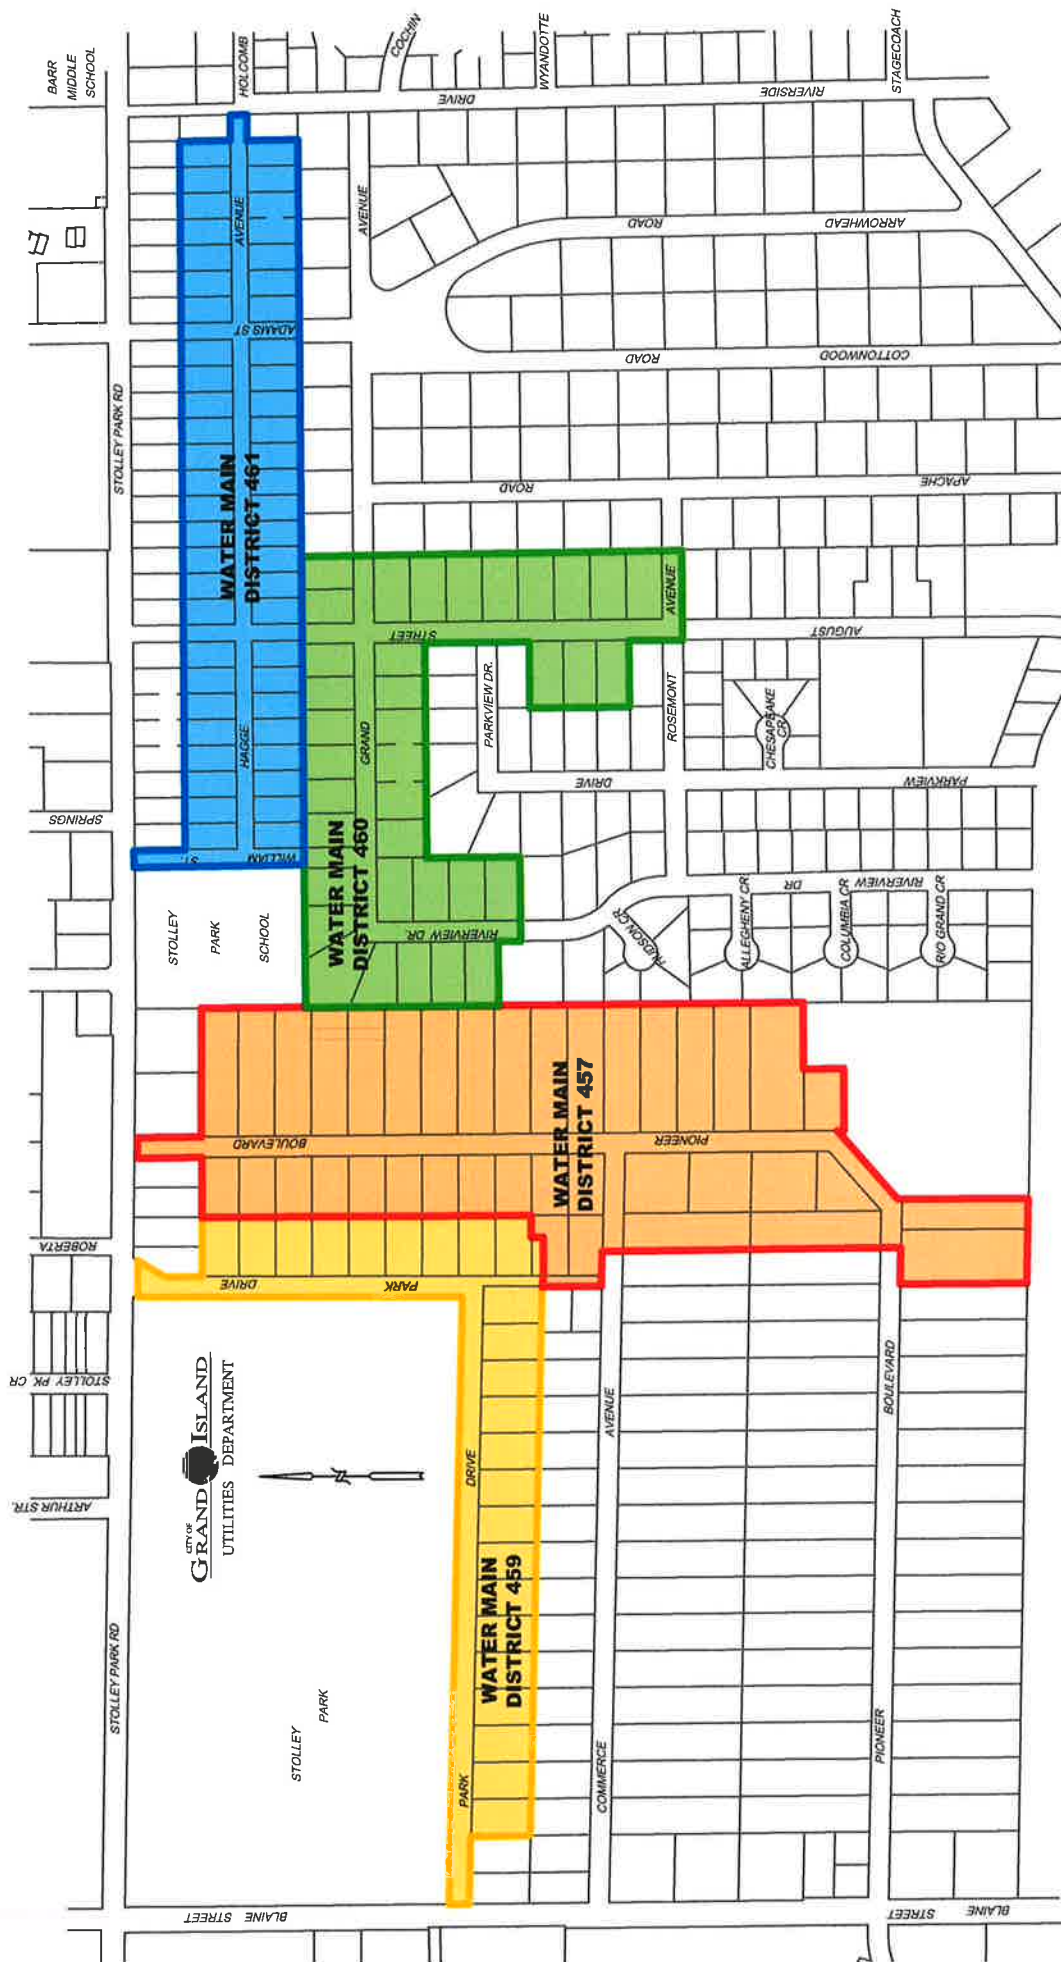 BARR
MIDDLE
SCHOOL
HOLCOMB
COCHIN
WYANDOTTE
STAGECOACH
DRIVE
RIVERSIDE
AVENUE
AVENUE
ROAD
ARROWHEAD
ADAMS ST
ROAD
COTTONWOOD
STOLLEY PARK RD
WATER MAIN
DISTRICT 461
ROAD
APACHE
AVENUE
STREET
AUGUST
PARKVIEW DR.
ROSEMONT
CHESAPEAKE
CR
HAGGE
GRAND
DRIVE
PARKVIEW
SPRINGS
WILLIAM
ST.
WATER MAIN
DISTRICT 460
RIVERVIEW
DR
STOLLEY
PARK
SCHOOL
RIVERVIEW DR.
HUDSON CR
ALLEGHENY CR
COLUMBIA CR
RIO GRAND CR
WATER MAIN
DISTRICT 457
BOULEVARD
PIONEER
ROBERTA
DRIVE
PARK
STOLLEY PK CR
CITY OF
GRAND ISLAND
UTILITIES DEPARTMENT
N
AVENUE
BOULEVARD
DRIVE
ARTHUR STR.
WATER MAIN
DISTRICT 459
STOLLEY PARK RD
STOLLEY
PARK
PARK
COMMERCE
PIONEER
BLAINE STREET
BLAINE
STREET